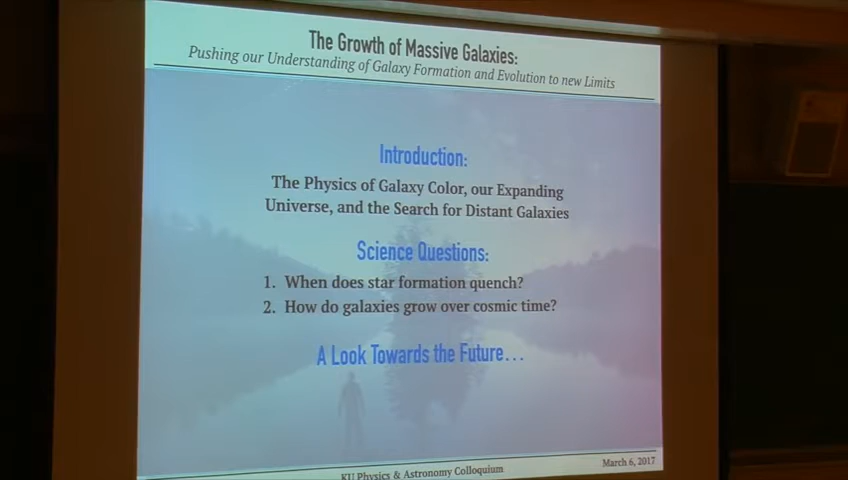 The Growth of Massive Galaxies:
Pushing our Understanding of Galaxy Formation and Evolution to new Limits
Introduction:
The Physics of Galaxy Color, our Expanding
Universe, and the Search for Distant Galaxies
Science Questions:
1. When does star formation quench?
2. How do galaxies grow over cosmic time?
A Look Towards the Future...
KU Physics & Astronomy Colloquium
March 6, 2017